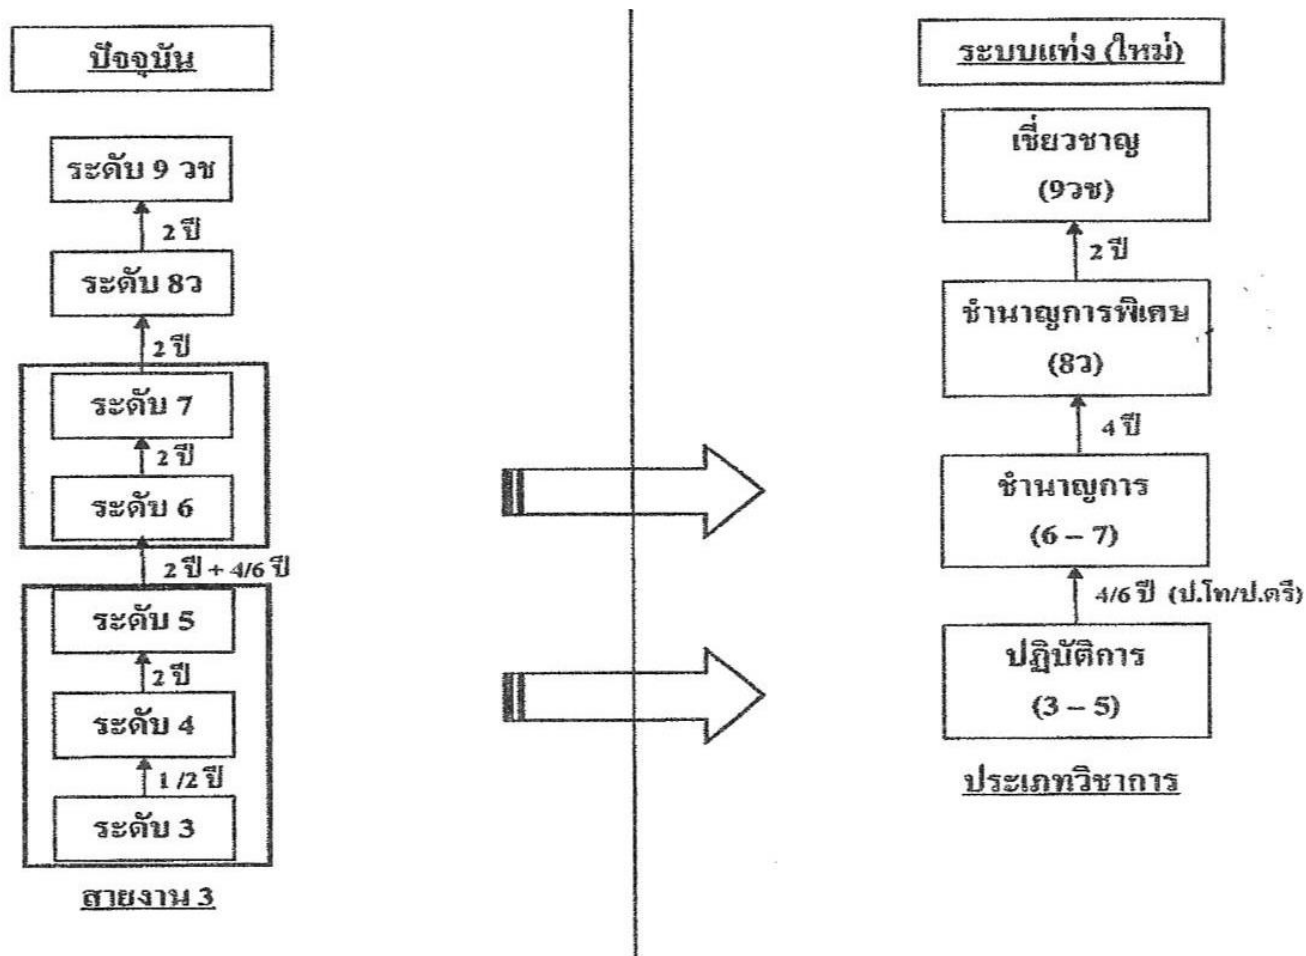 ปัจจุบัน
ระดับ 9 วช
2 ปี
ระดับ 8ว
2 ปี
ระดับ 7
2 ปี
ระดับ 6
2 ปี + 4/6 ปี
ระดับ 5
2 ปี
ระดับ 4
1 /2 ปี
ระดับ 3
สายงาน 3
ระบบแท่ง (ใหม่)
เชี่ยวชาญ
(9วช)
2 ปี
ชำนาญการพิเศษ
(8ว)
4 ปี
ชำนาญการ
(6 – 7)
4/6 ปี (ป.โท/ป.ตรี)
ปฏิบัติการ
(3 – 5)
ประเภทวิชาการ